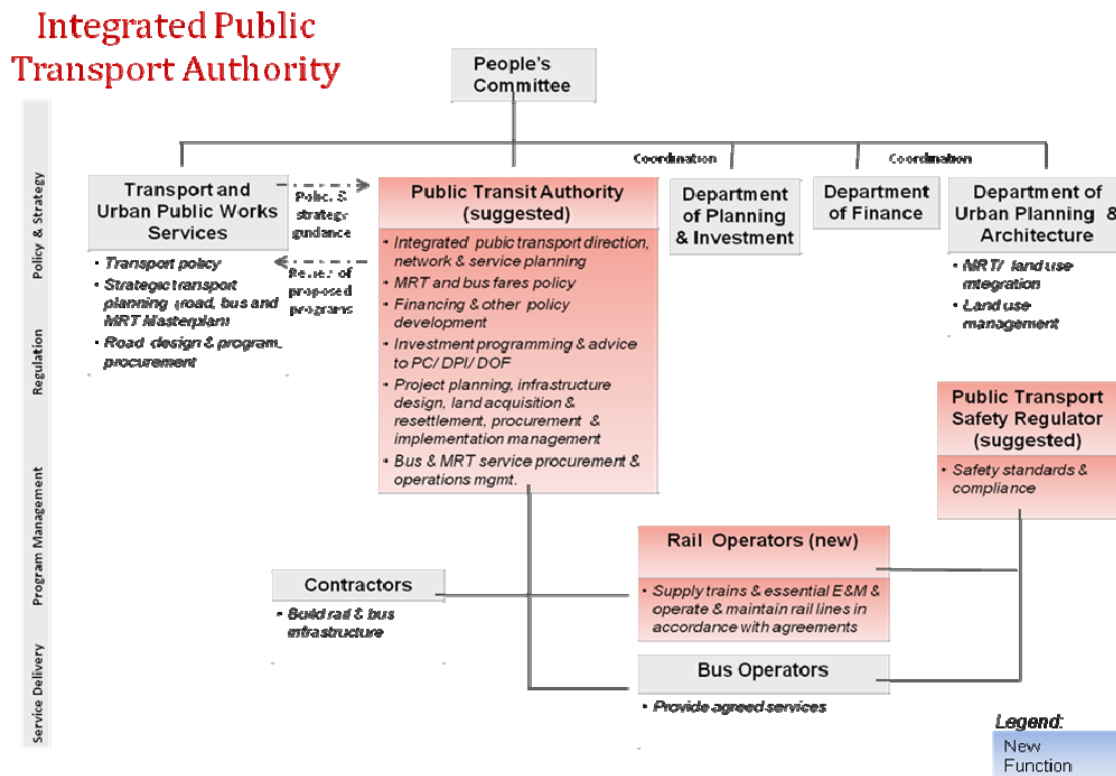 Integrated Public
Transport Authority
People's
Committee
Coordination
Coordination
Policy & Strategy
Regulation
Program Management
Service Delivery
Transport and
Urban Public Works
Services
• Transport policy
• Strategic transport
planning (road, bus and
MRT Masterplan)
• Road design & program,
procurement
Policy &
strategy
guidance
Review of
proposed
programs
Public Transit Authority
(suggested)
• Integrated pubic transport direction,
network & service planning
• MRT and bus fares policy
• Financing & other policy
development
• Investment programming & advice
to PC/ DPI/ DOF
• Project planning, infrastructure
design, land acquisition &
resettlement, procurement &
implementation management
• Bus & MRT service procurement &
operations mgmt.
Department
of Planning
& Investment
Department
of Finance
Department of
Urban Planning &
Architecture
• MRT/ land use
integration
• Land use
management
Public Transport
Safety Regulator
(suggested)
• Safety standards &
compliance
Rail Operators (new)
• Supply trains & essential E&M &
operate & maintain rail lines in
accordance with agreements
Contractors
• Build rail & bus
infrastructure
Bus Operators
• Provide agreed services
Legend:
New
Function